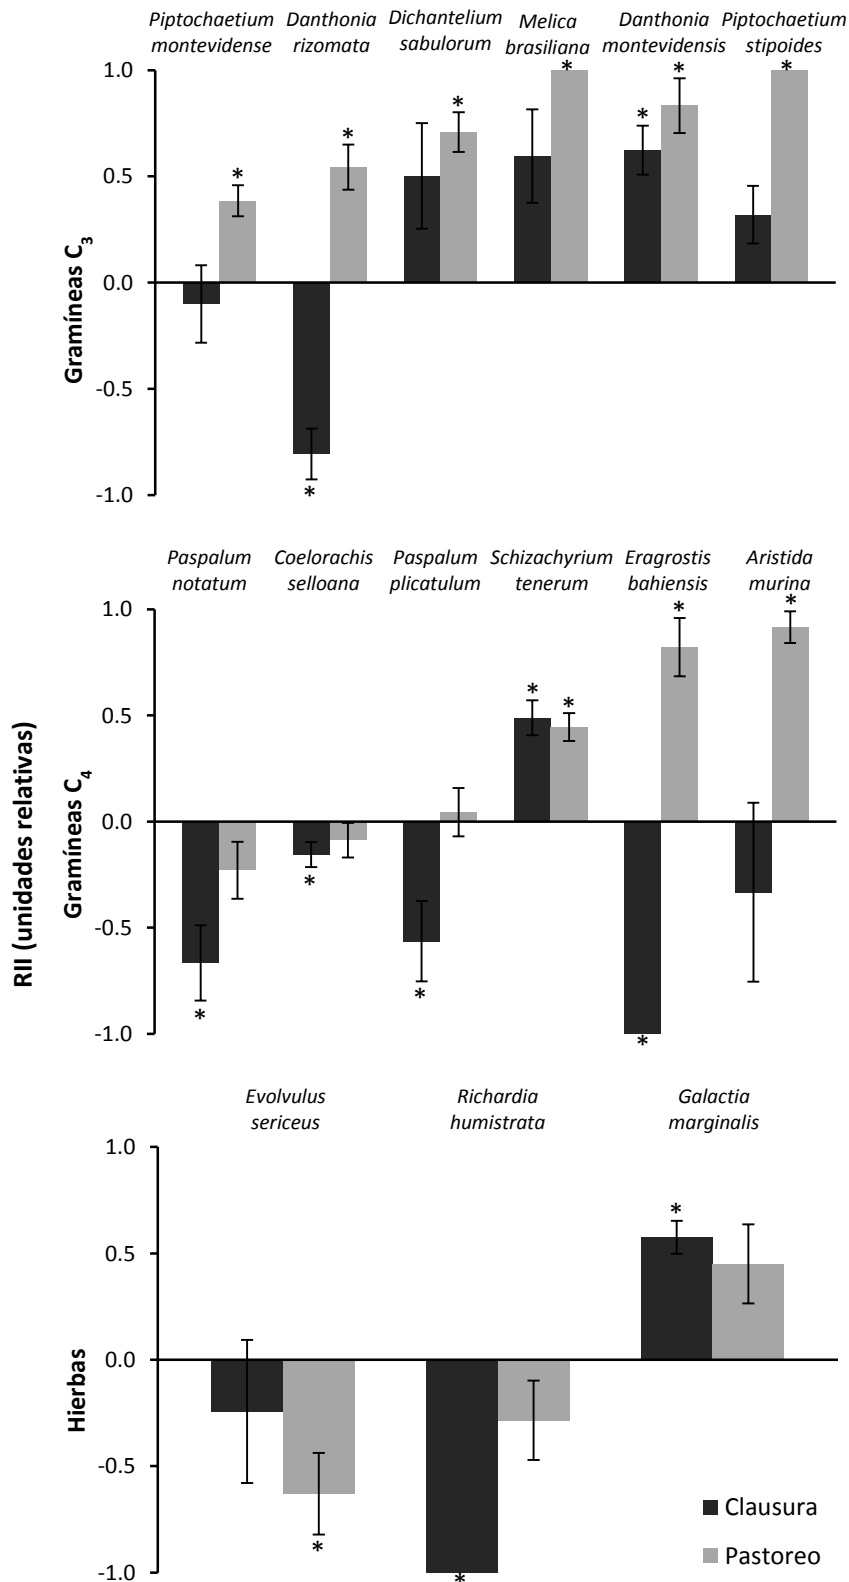 Piptochaetium Danthonia Dichantelium Melica Danthonia Piptochaetium
montevidense rizomata sabulorum brasiliana montevidensis stipoides
1.0
0.5
0.0
-0.5
-1.0
Gramíneas C3
* * * * * * * *
Paspalum Coelorachis Paspalum Schizachyrium Eragrostis Aristida
notatum selloana plicatulum tenerum bahiensis murina
1.0
0.5
0.0
-0.5
-1.0
RII (unidades relativas)
Gramíneas C4
* * * * * * * *
Evolvulus Richardia Galactia
sericeus humistrata marginalis
1.0
0.5
0.0
-0.5
-1.0
Hierbas
* * *
Clausura
Pastoreo